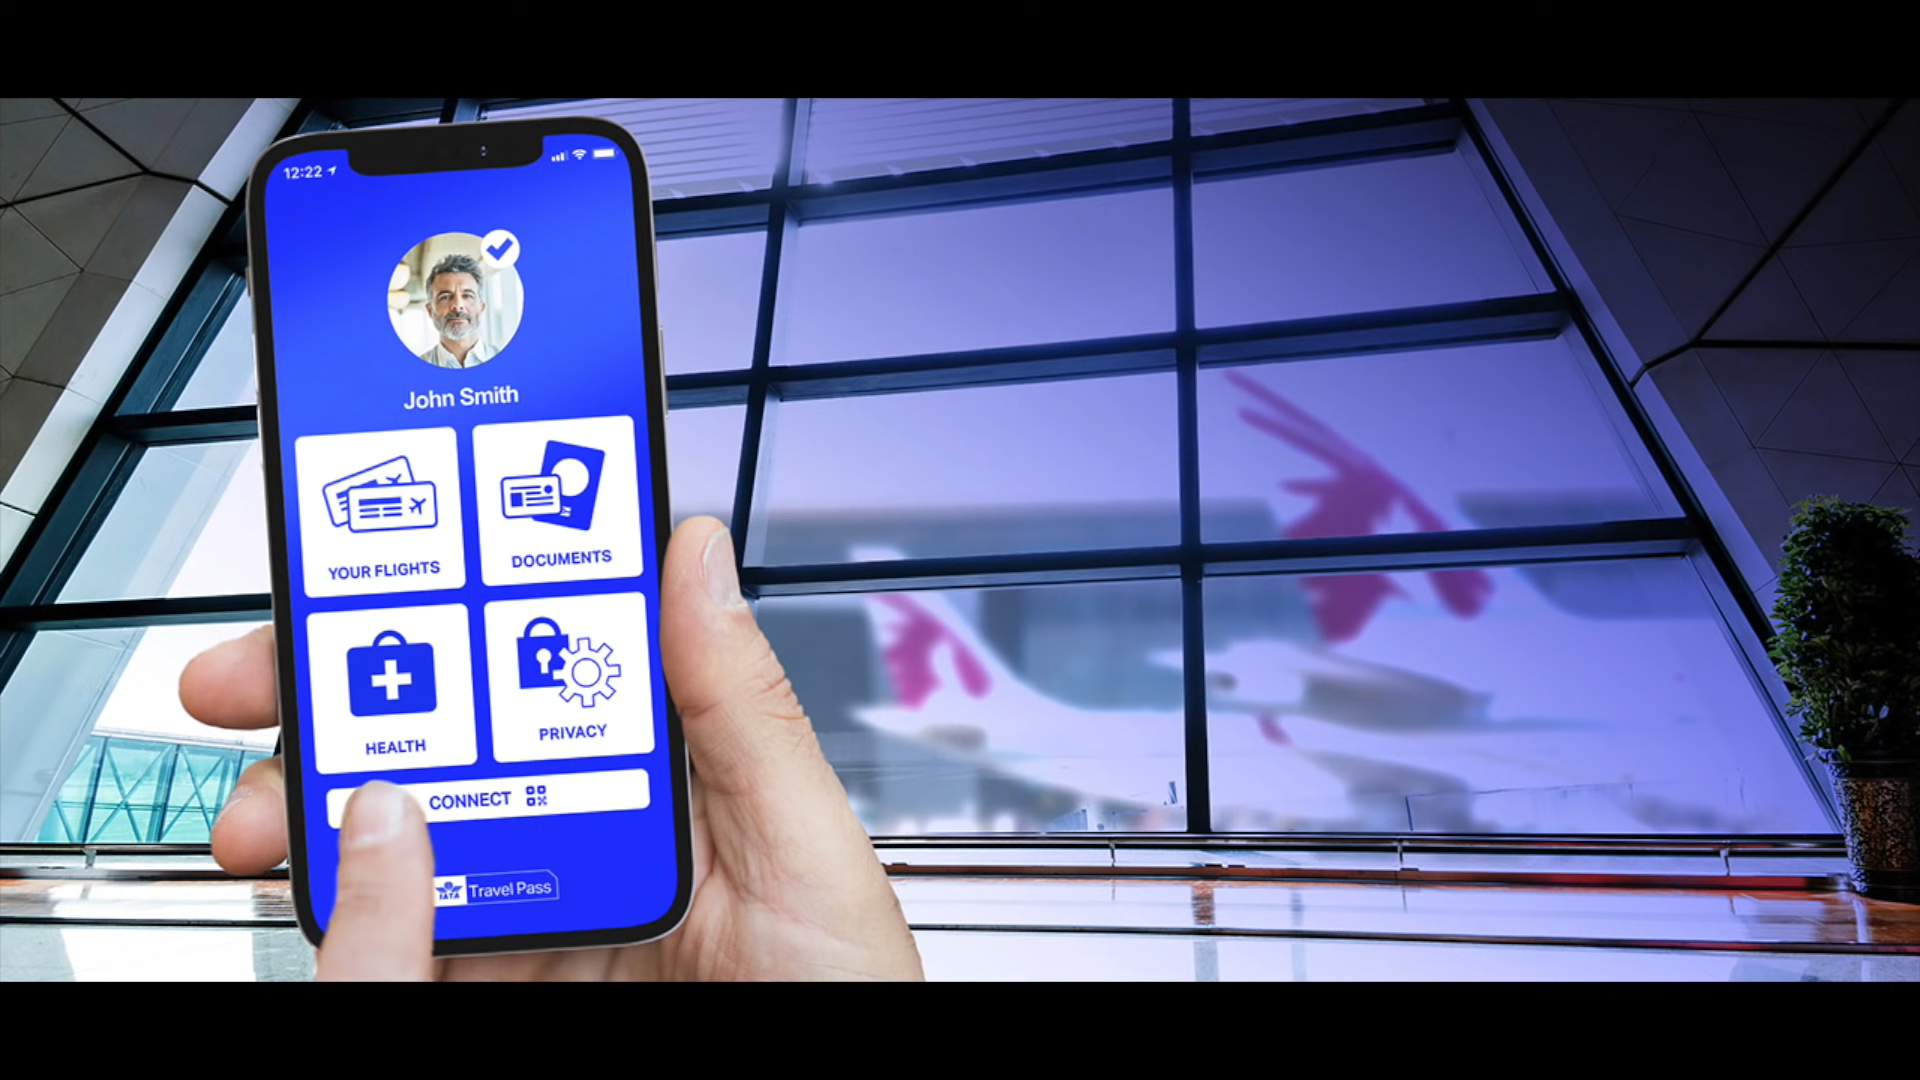 12:22
John Smith
YOUR FLIGHTS
DOCUMENTS
HEALTH
PRIVACY
CONNECT
IATA Travel Pass